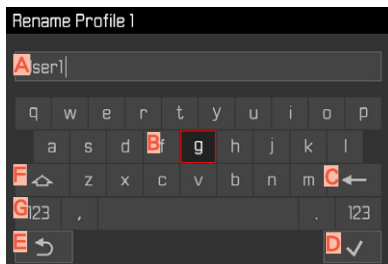 Rename Profile 1
A ser1
q w e r t y u i o p
a s d B f g h j k l
F z x c v b n m C
G 123 , . 123
E D